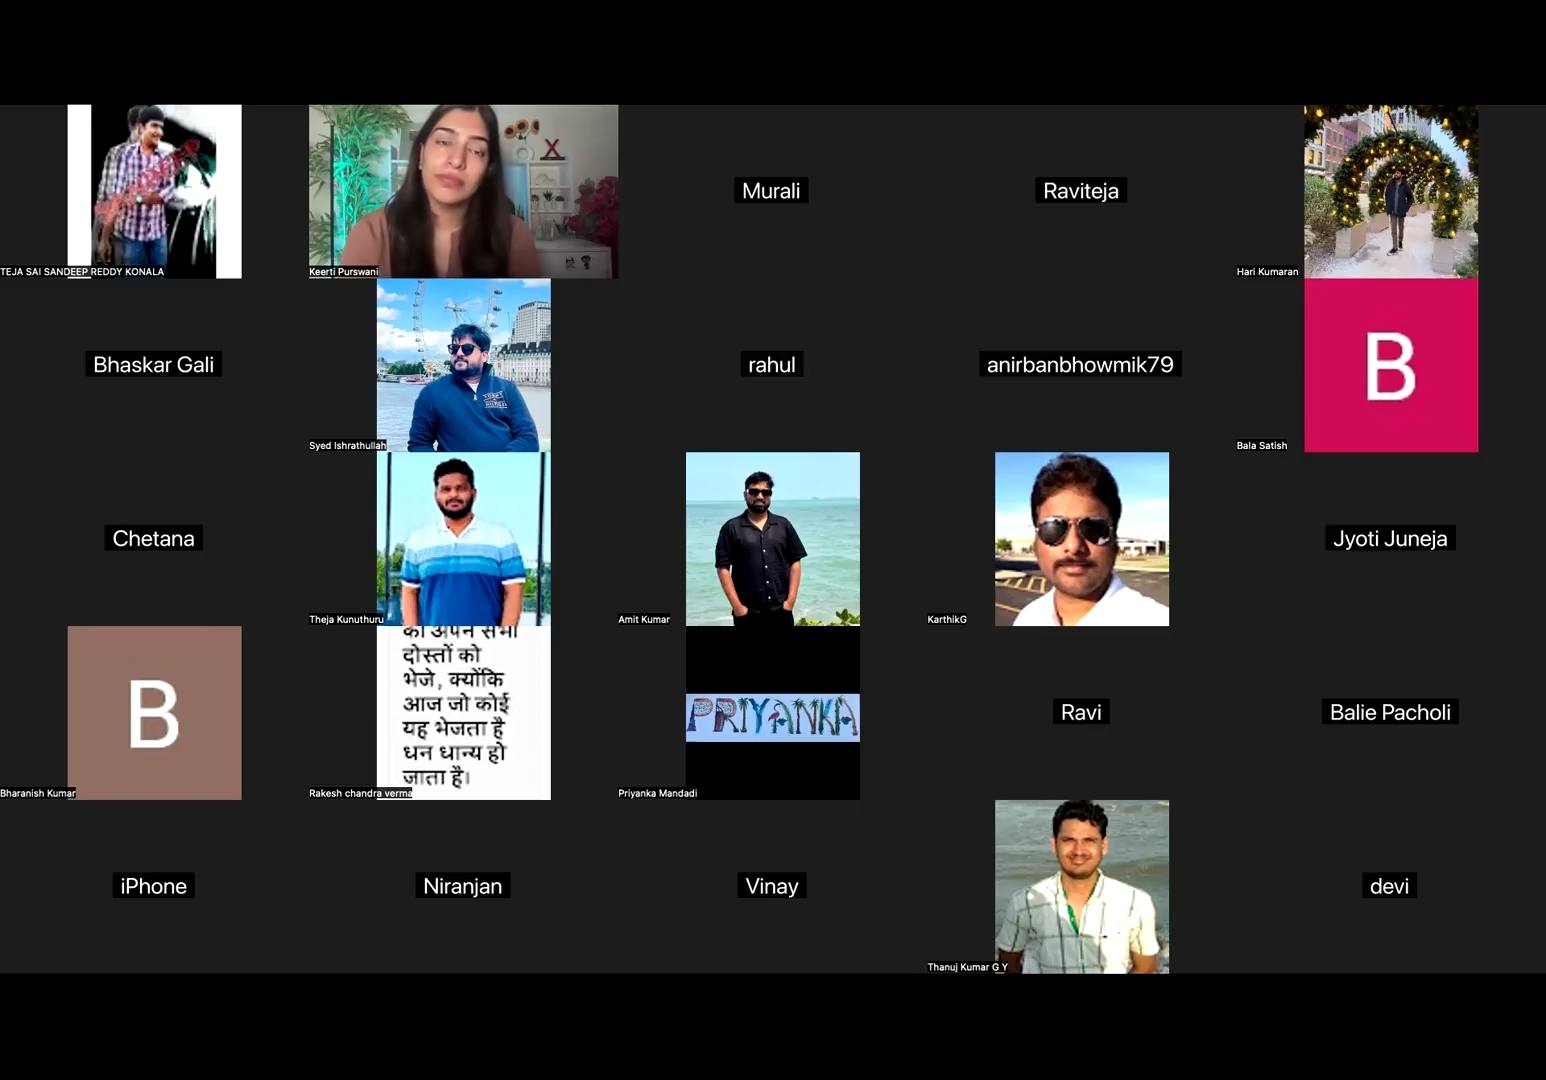 TEJA SAI SANDEEP REDDY KONALA
Keerti Purswani
Murali
Raviteja
Hari Kumaran
Bhaskar Gali
Syed Ishrathullah
rahul
anirbanbhowmik79
B
Bala Satish
Chetana
Theja Kunuthuru
Amit Kumar
KarthikG
Jyoti Juneja
B
Bharanish Kumar
को अपने सभी
दोस्तों को
भेजे, क्योंकि
आज जो कोई
यह भेजता है
धन धान्य हो
जाता है।
Rakesh chandra verma
PRIYANKA
Priyanka Mandadi
Ravi
Balie Pacholi
iPhone
Niranjan
Vinay
Thanuj Kumar G Y
devi